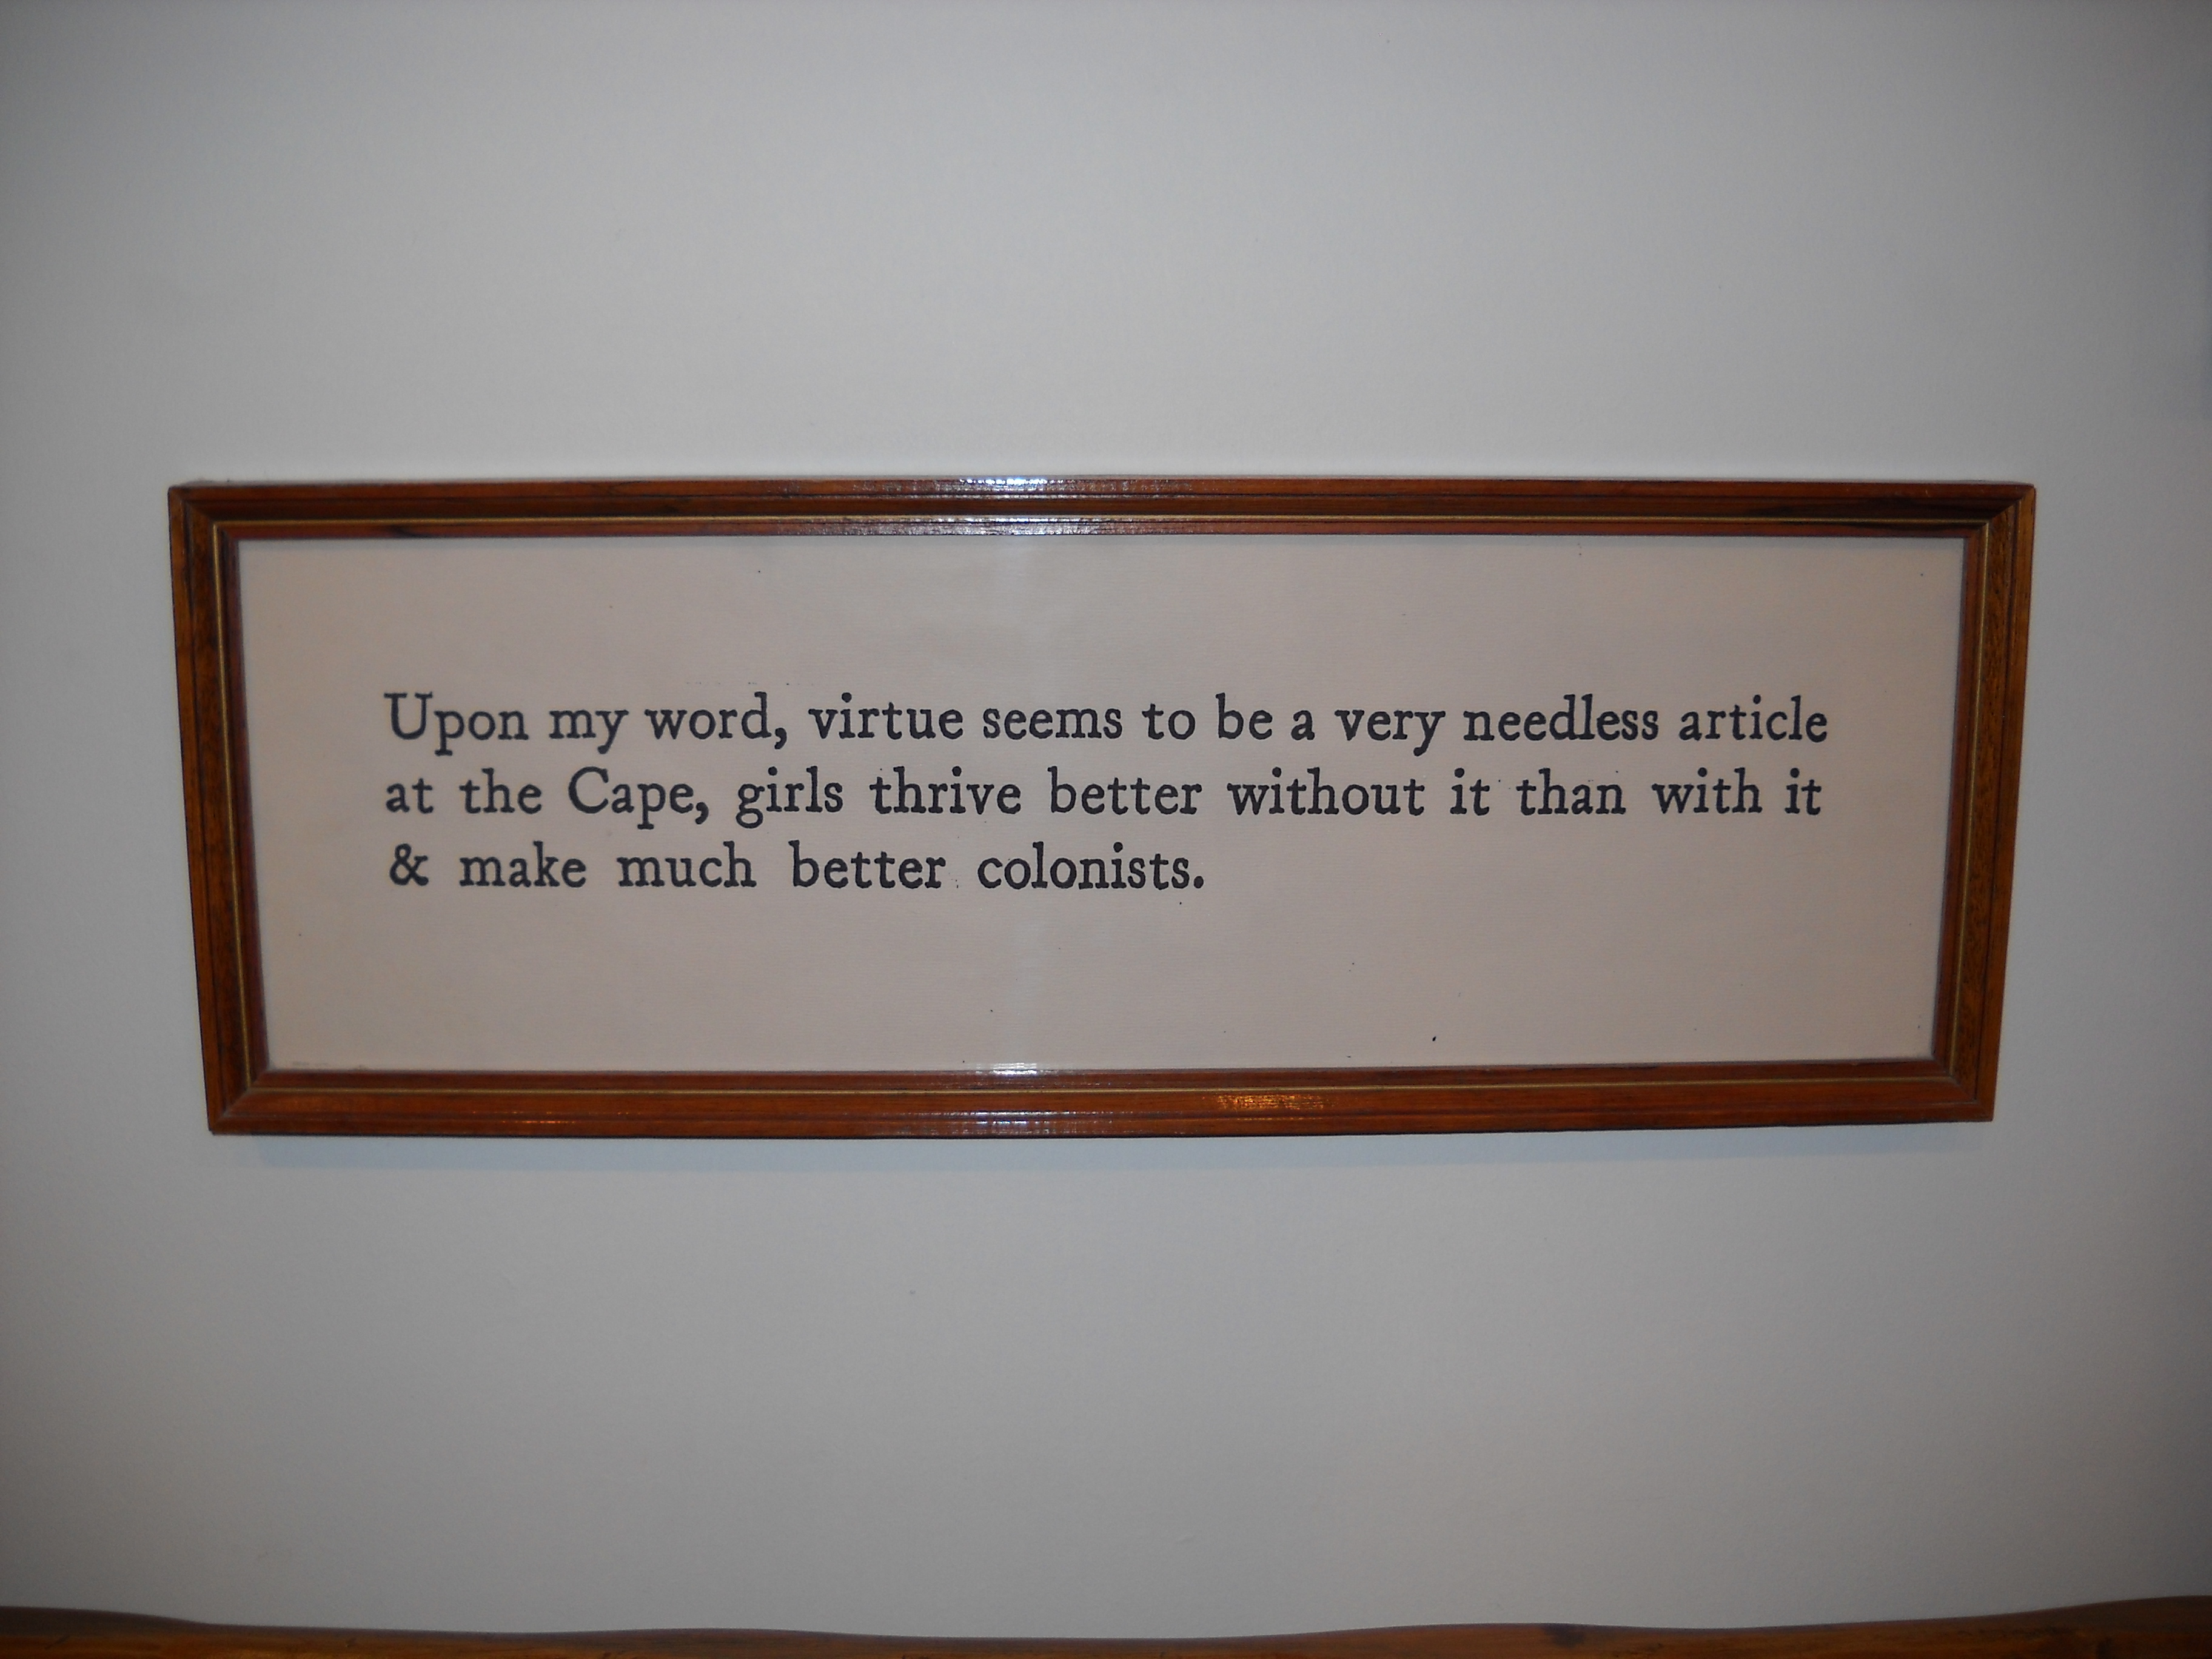 Upon my word, virtue seems to be a very needless article
at the Cape, girls thrive better without it than with it
& make much better colonists.